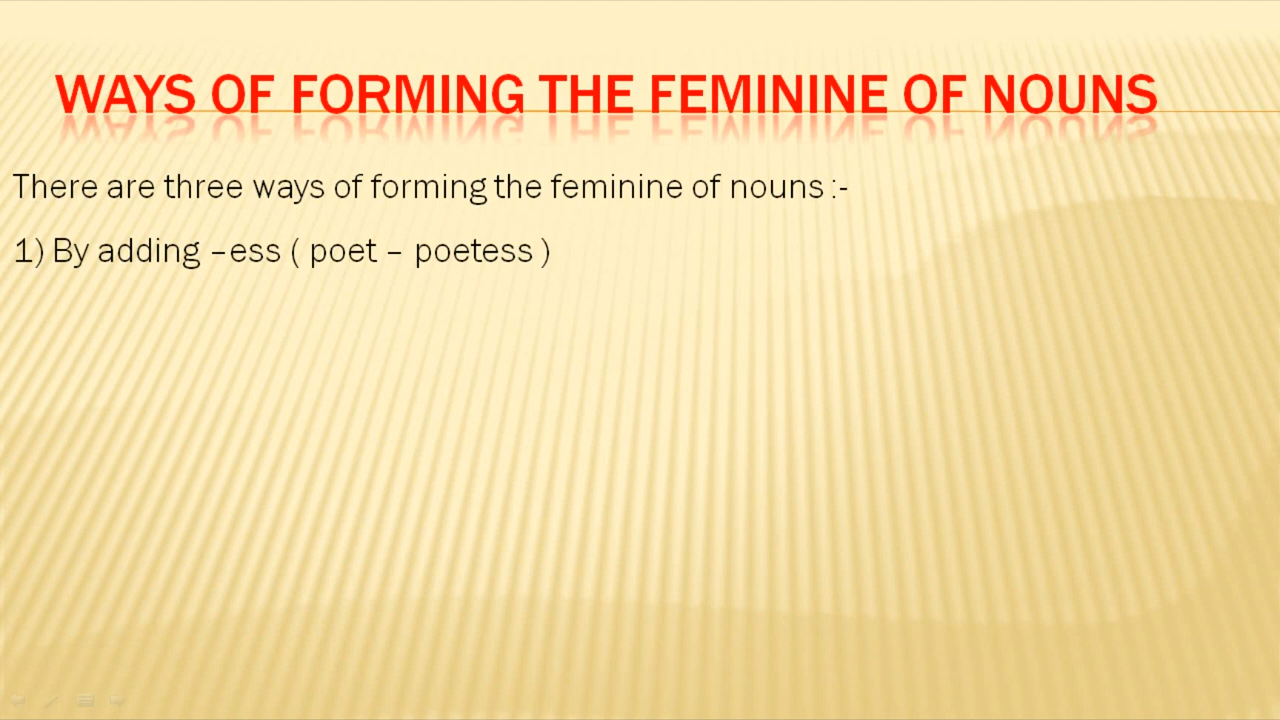 WAYS OF FORMING THE FEMININE OF NOUNS
There are three ways of forming the feminine of nouns :-
1) By adding –ess ( poet – poetess )